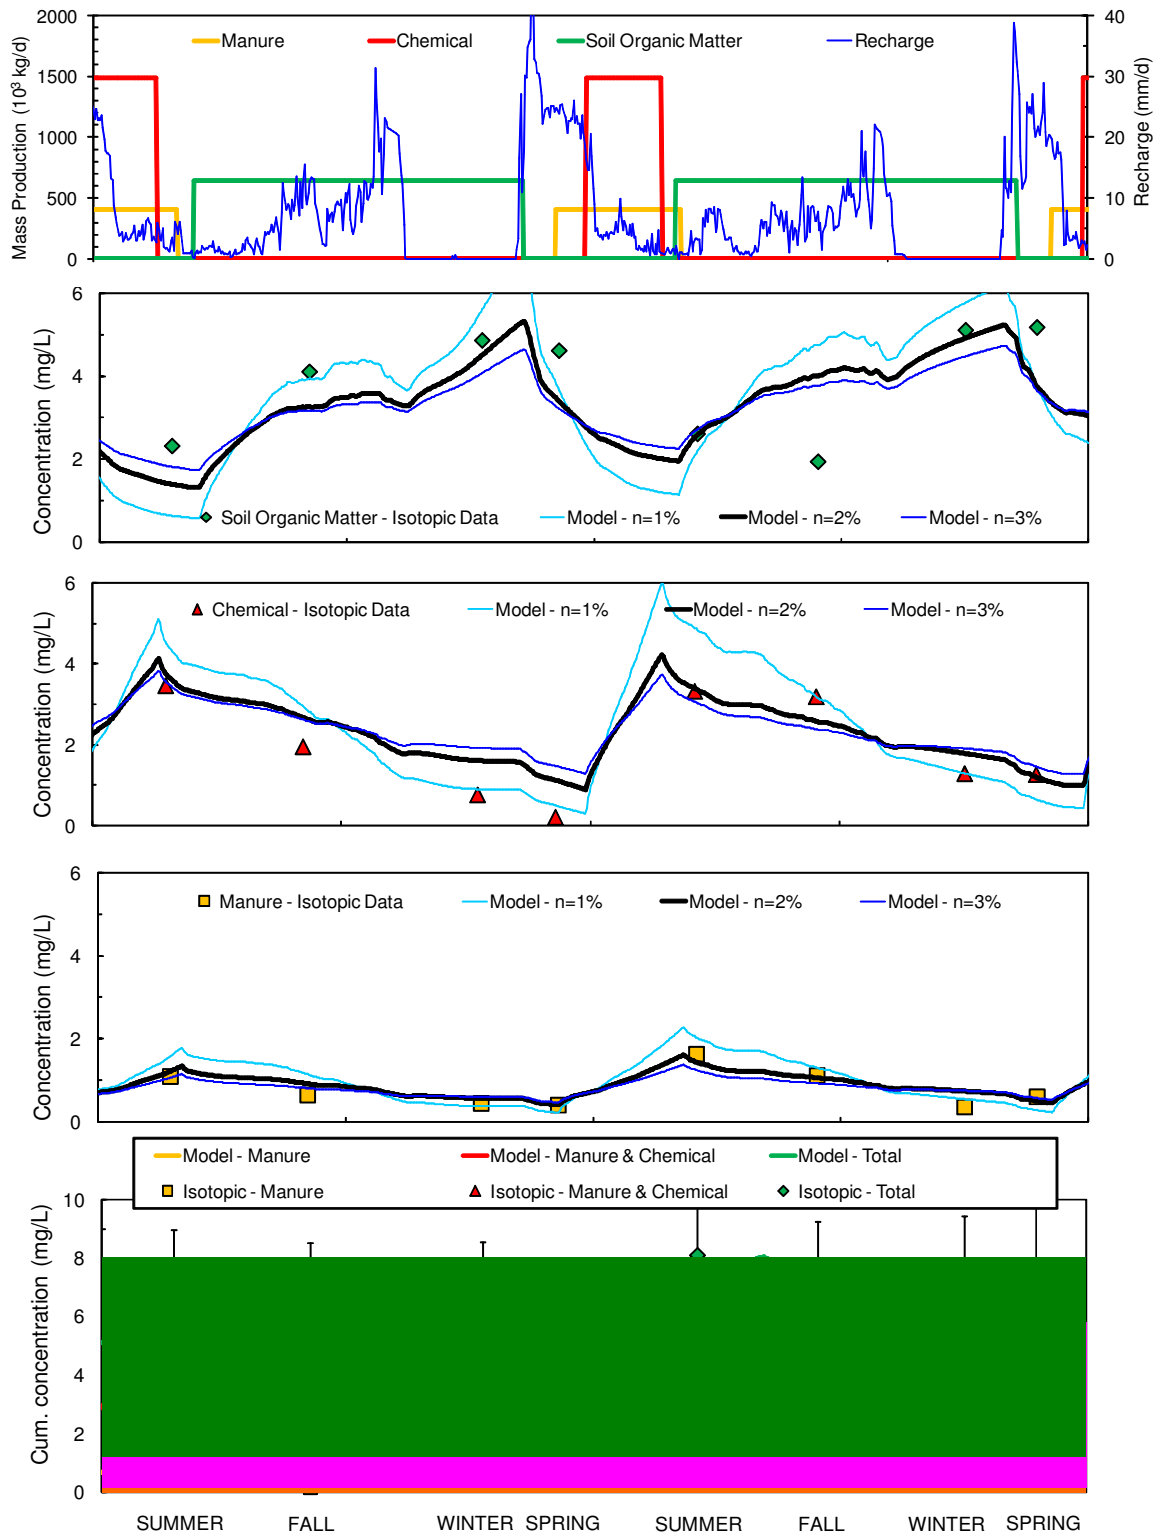 2000
1500
1000
500
0
Mass Production (10³ kg/d)
Manure Chemical Soil Organic Matter Recharge
40
30
20
10
0
Recharge (mm/d)
6
4
2
0
Concentration (mg/L)
Soil Organic Matter - Isotopic Data Model - n=1% Model - n=2% Model - n=3%
6
4
2
0
Concentration (mg/L)
Chemical - Isotopic Data Model - n=1% Model - n=2% Model - n=3%
6
4
2
0
Concentration (mg/L)
Manure - Isotopic Data Model - n=1% Model - n=2% Model - n=3%
Model - Manure Model - Manure & Chemical Model - Total
Isotopic - Manure Isotopic - Manure & Chemical Isotopic - Total
10
8
6
4
2
0
Cum. concentration (mg/L)
SUMMER FALL WINTER SPRING SUMMER FALL WINTER SPRING